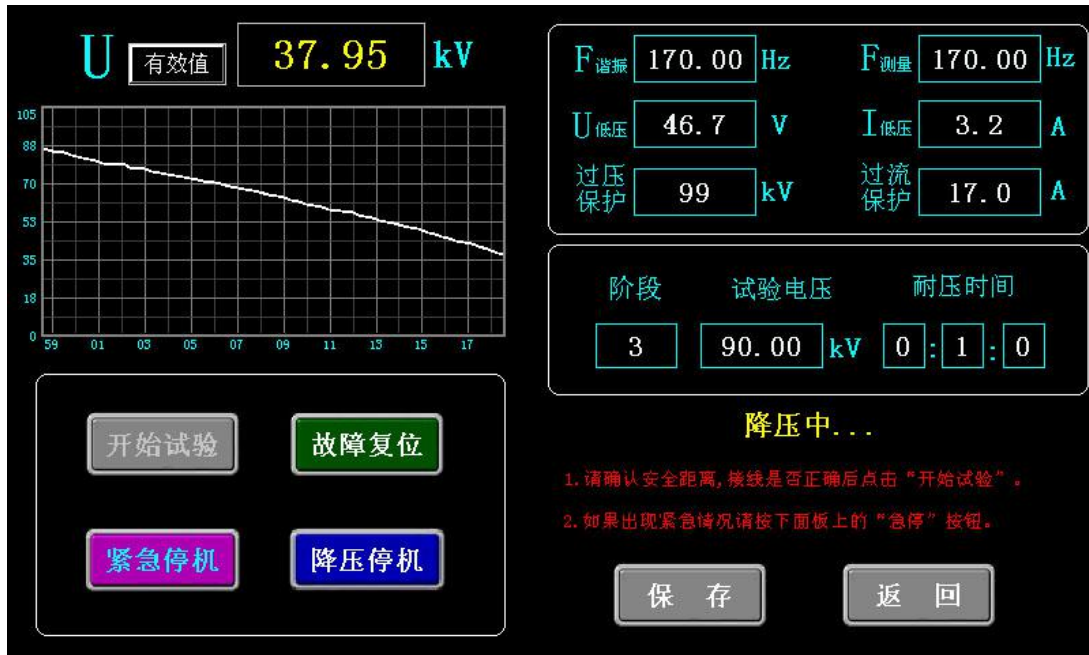 U 有效值 37.95 kV
105
88
70
53
35
18
0
59 01 03 05 07 09 11 13 15 17
F谐振 170.00 Hz F测量 170.00 Hz
U低压 46.7 V I低压 3.2 A
过压保护 99 kV 过流保护 17.0 A
阶段 试验电压 耐压时间
3 90.00 kV 0:1:0
开始试验 故障复位
紧急停机 降压停机
降压中...
1.请确认安全距离,接线是否正确后点击“开始试验”。
2.如果出现紧急情况请按下面板上的“急停”按钮。
保 存 返 回